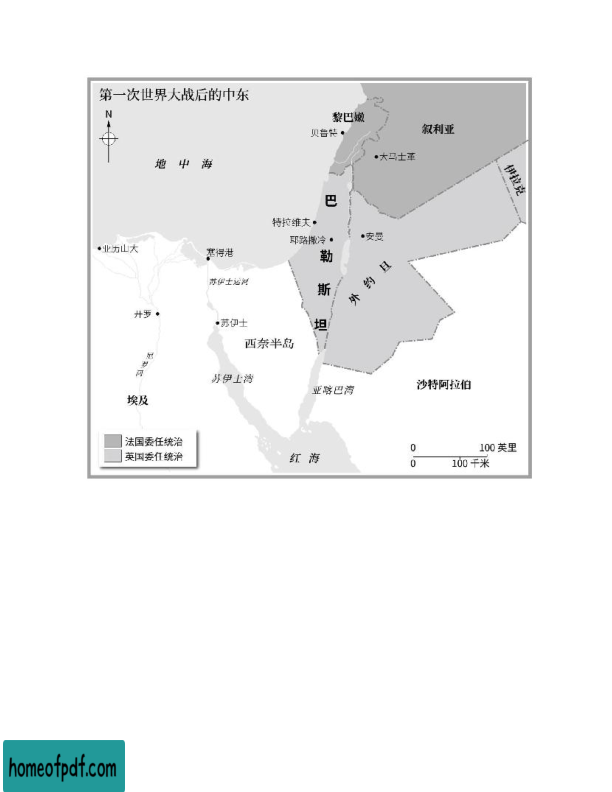 第一次世界大战后的中东
N
黎巴嫩
叙利亚
贝鲁特
地中海
大马士革
伊拉克
巴勒斯坦
特拉维夫
耶路撒冷
安曼
亚历山大
塞得港
苏伊士运河
外约旦
开罗
苏伊士
西奈半岛
尼罗河
苏伊士湾
亚喀巴湾
沙特阿拉伯
埃及
法国委任统治
英国委任统治
红海
0 100 英里
0 100 千米
homeofpdf.com